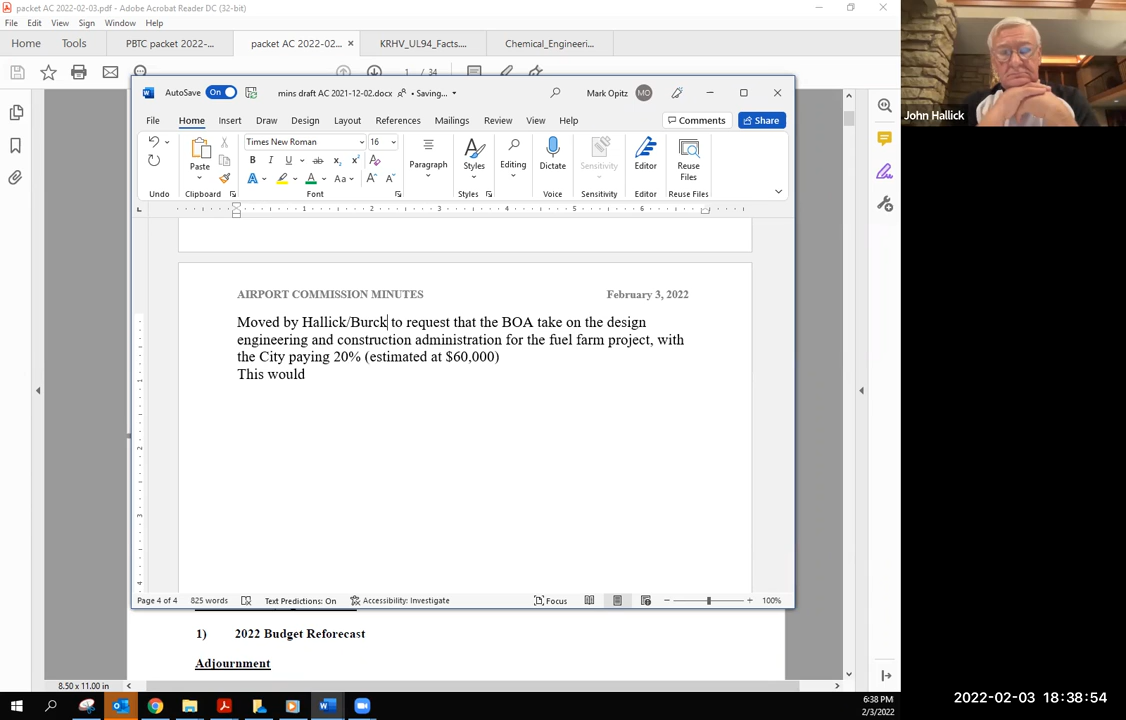 packet AC 2022-02-03.pdf - Adobe Acrobat Reader DC (32-bit)
File Edit View Sign Window Help
Home Tools PBTC packet 2022-... packet AC 2022-02... × KRHV_UL94_Facts.... Chemical_Engineeri...
1 / 34
AutoSave On mins draft AC 2021-12-02.docx • Saving... Mark Opitz MO
File Home Insert Draw Design Layout References Mailings Review View Help Comments Share
Times New Roman 16
Undo Paste Clipboard Font Paragraph Styles Styles Editing Dictate Voice Sensitivity Sensitivity Editor Editor Reuse Files Reuse Files
1 2 3 4 5 6
AIRPORT COMMISSION MINUTES February 3, 2022
Moved by Hallick/Burck to request that the BOA take on the design
engineering and construction administration for the fuel farm project, with
the City paying 20% (estimated at $60,000)
This would
Page 4 of 4 825 words Text Predictions: On Accessibility: Investigate Focus 100%
1) 2022 Budget Reforecast
Adjournment
8.50 x 11.00 in
6:38 PM
2/3/2022
John Hallick
2022-02-03 18:38:54